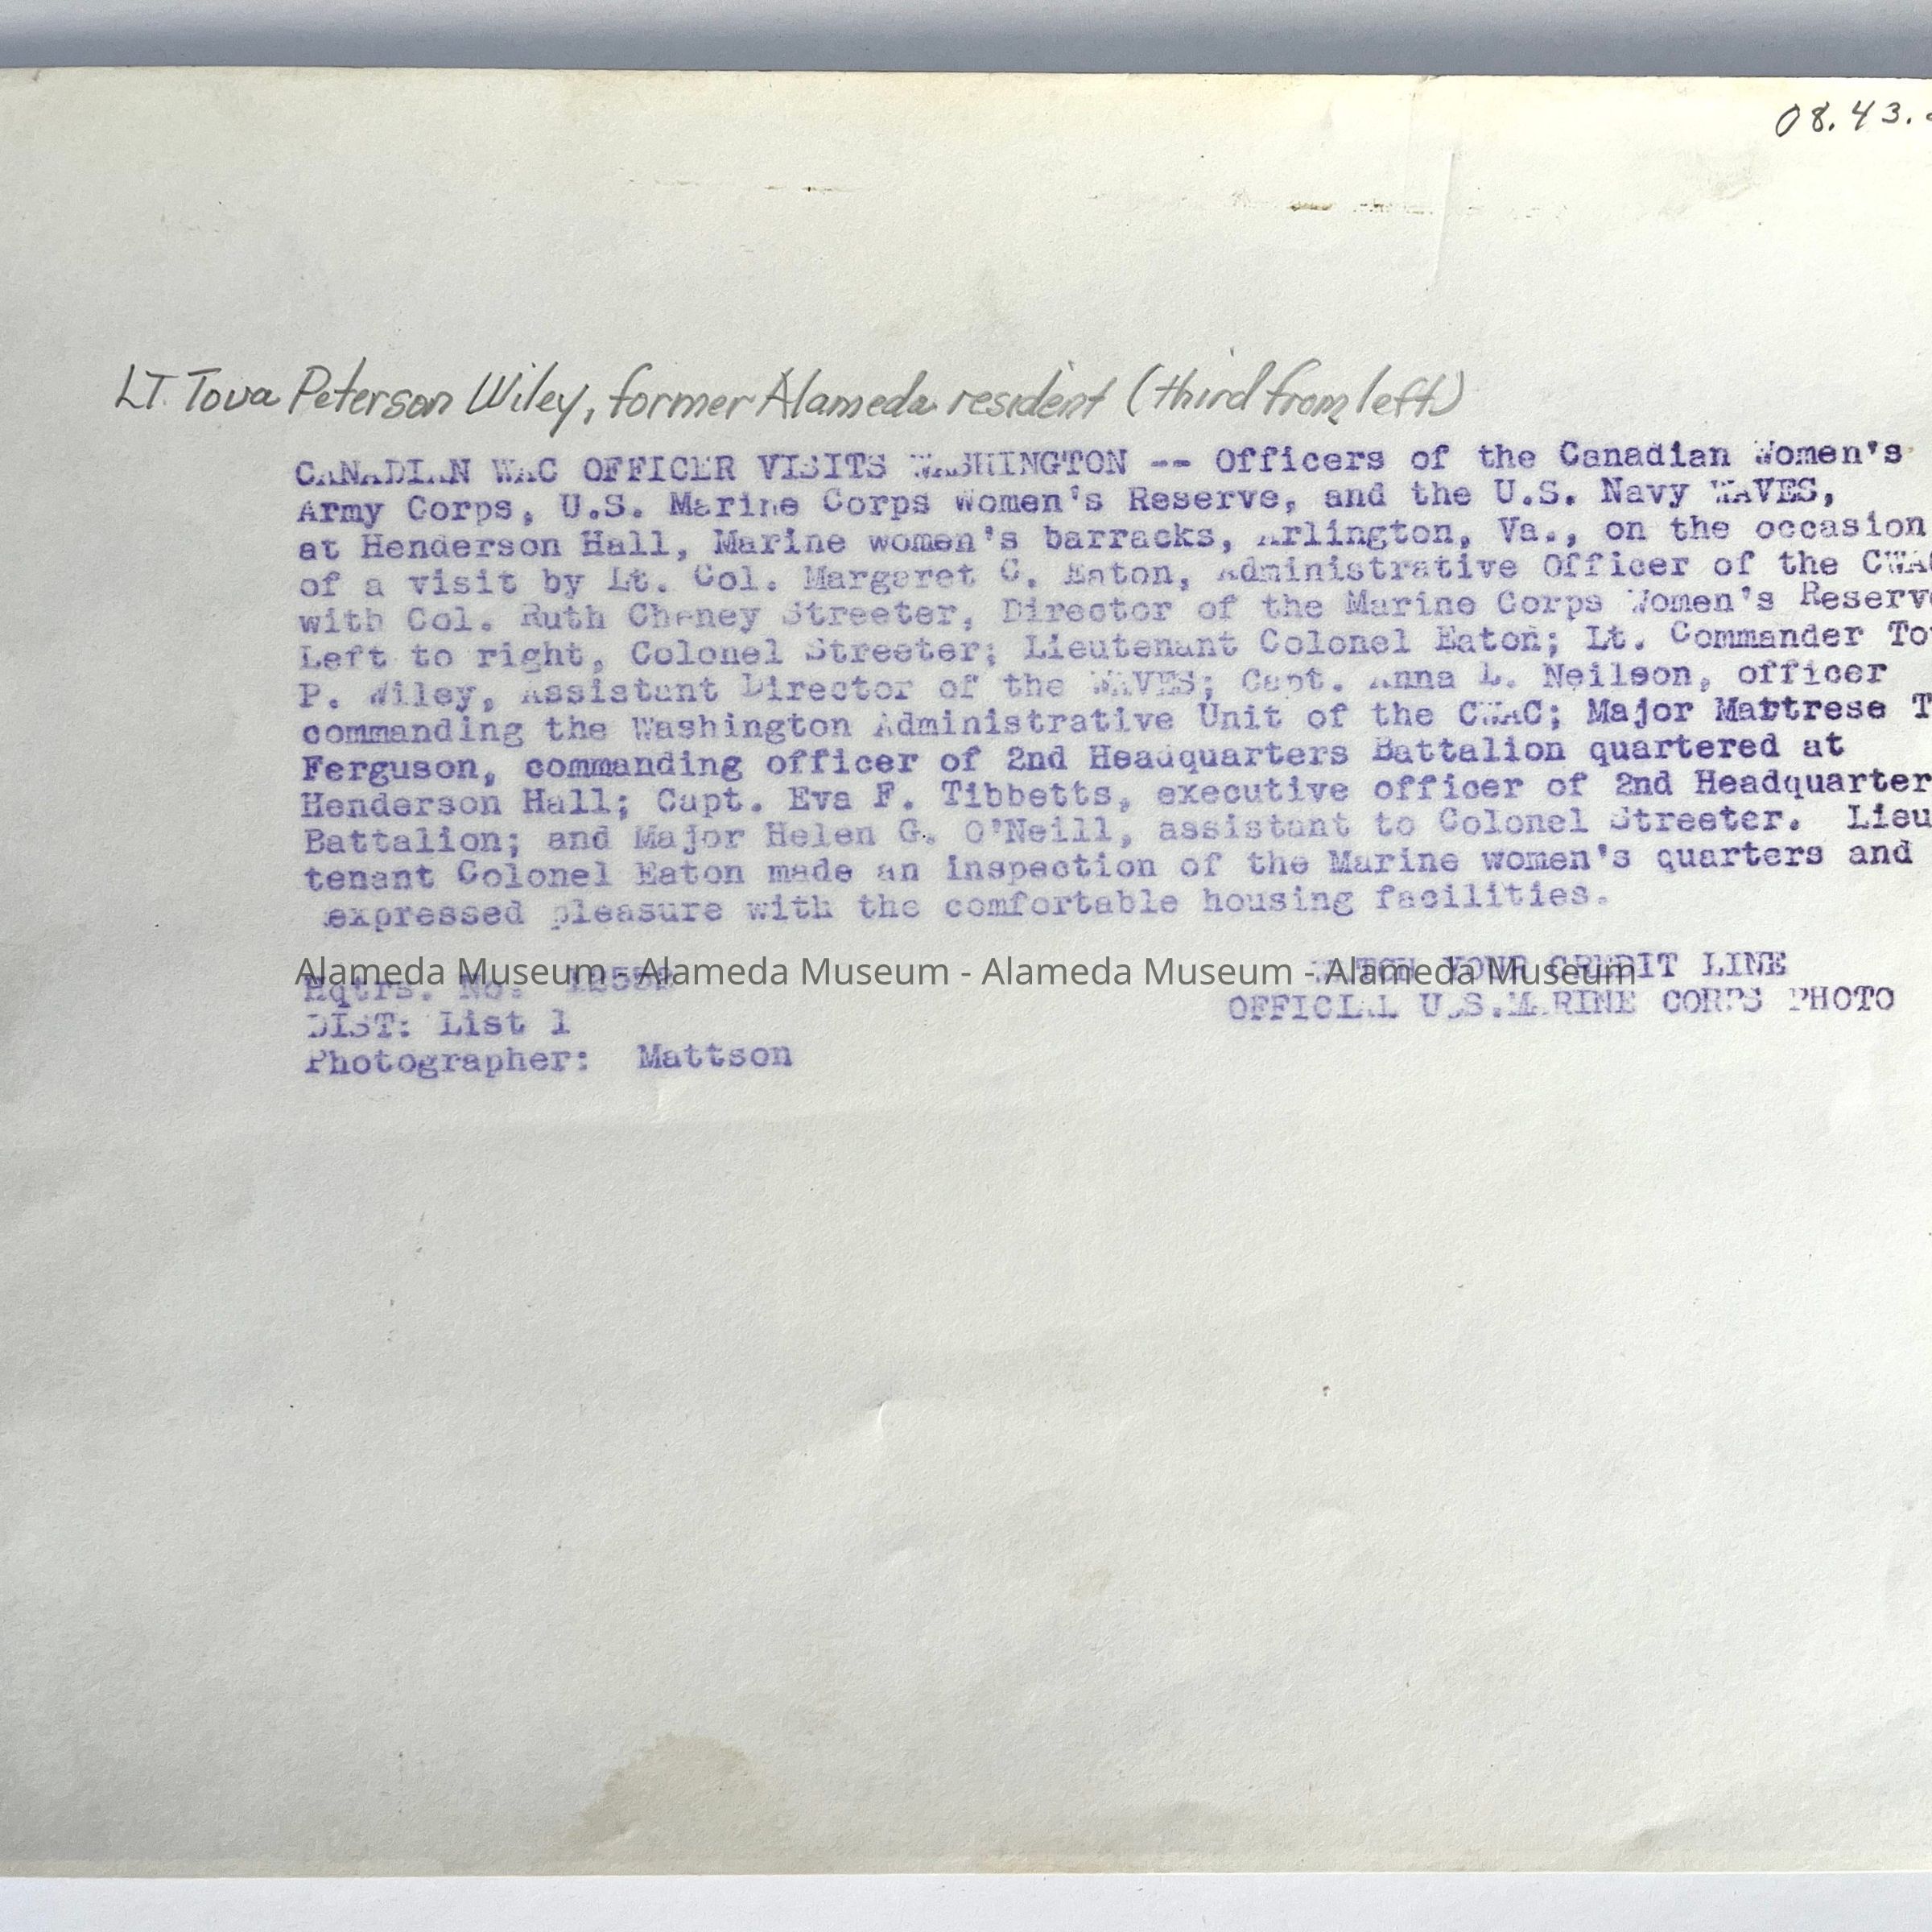 08.43.
LT. Tova Peterson Wiley, former Alameda resident (third from left)
CANADIAN WAC OFFICER VISITS WASHINGTON -- Officers of the Canadian Women's
Army Corps, U.S. Marine Corps Women's Reserve, and the U.S. Navy WAVES,
at Henderson Hall, Marine women's barracks, Arlington, Va., on the occasion
of a visit by Lt. Col. Margaret C. Eaton, Administrative Officer of the CWAC
with Col. Ruth Cheney Streeter, Director of the Marine Corps Women's Reserve
Left to right, Colonel Streeter; Lieutenant Colonel Eaton; Lt. Commander To
P. Wiley, Assistant Director of the WAVES; Capt. Anna L. Neilson, officer
commanding the Washington Administrative Unit of the CWAC; Major Martrese T
Ferguson, commanding officer of 2nd Headquarters Battalion quartered at
Henderson Hall; Capt. Eva F. Tibbetts, executive officer of 2nd Headquarter
Battalion; and Major Helen G. O'Neill, assistant to Colonel Streeter. Lieu
tenant Colonel Eaton made an inspection of the Marine women's quarters and
expressed pleasure with the comfortable housing facilities.
Alameda Museum - Alameda Museum - Alameda Museum - Alameda Museum
Hqtrs. No. WATCH YOUR CREDIT LINE
DIST: List 1 OFFICIAL U.S. MARINE CORPS PHOTO
Photographer: Mattson